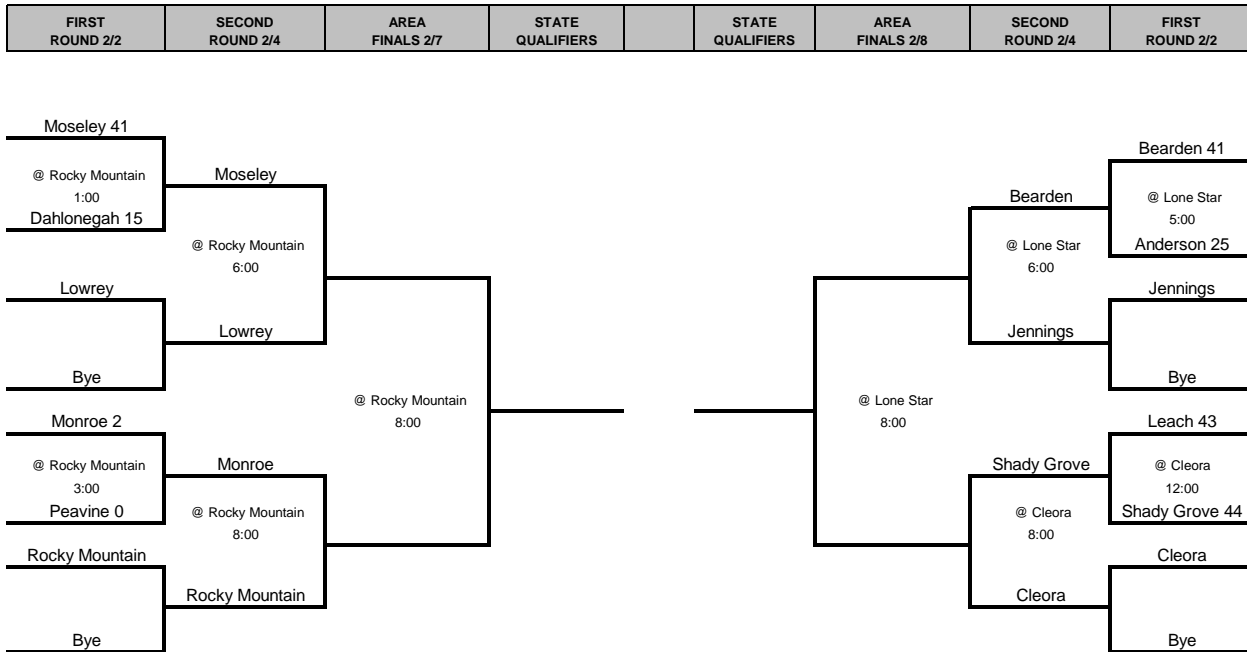 FIRST
ROUND 2/2
SECOND
ROUND 2/4
AREA
FINALS 2/7
STATE
QUALIFIERS
STATE
QUALIFIERS
AREA
FINALS 2/8
SECOND
ROUND 2/4
FIRST
ROUND 2/2
Moseley 41
@ Rocky Mountain
1:00
Dahlonegah 15
Lowrey
Bye
Monroe 2
@ Rocky Mountain
3:00
Peavine 0
Rocky Mountain
Bye
Moseley
@ Rocky Mountain
6:00
Lowrey
Monroe
@ Rocky Mountain
8:00
Rocky Mountain
@ Rocky Mountain
8:00
@ Lone Star
8:00
Bearden
@ Lone Star
6:00
Jennings
Shady Grove
@ Cleora
8:00
Cleora
Bearden 41
@ Lone Star
5:00
Anderson 25
Jennings
Bye
Leach 43
@ Cleora
12:00
Shady Grove 44
Cleora
Bye